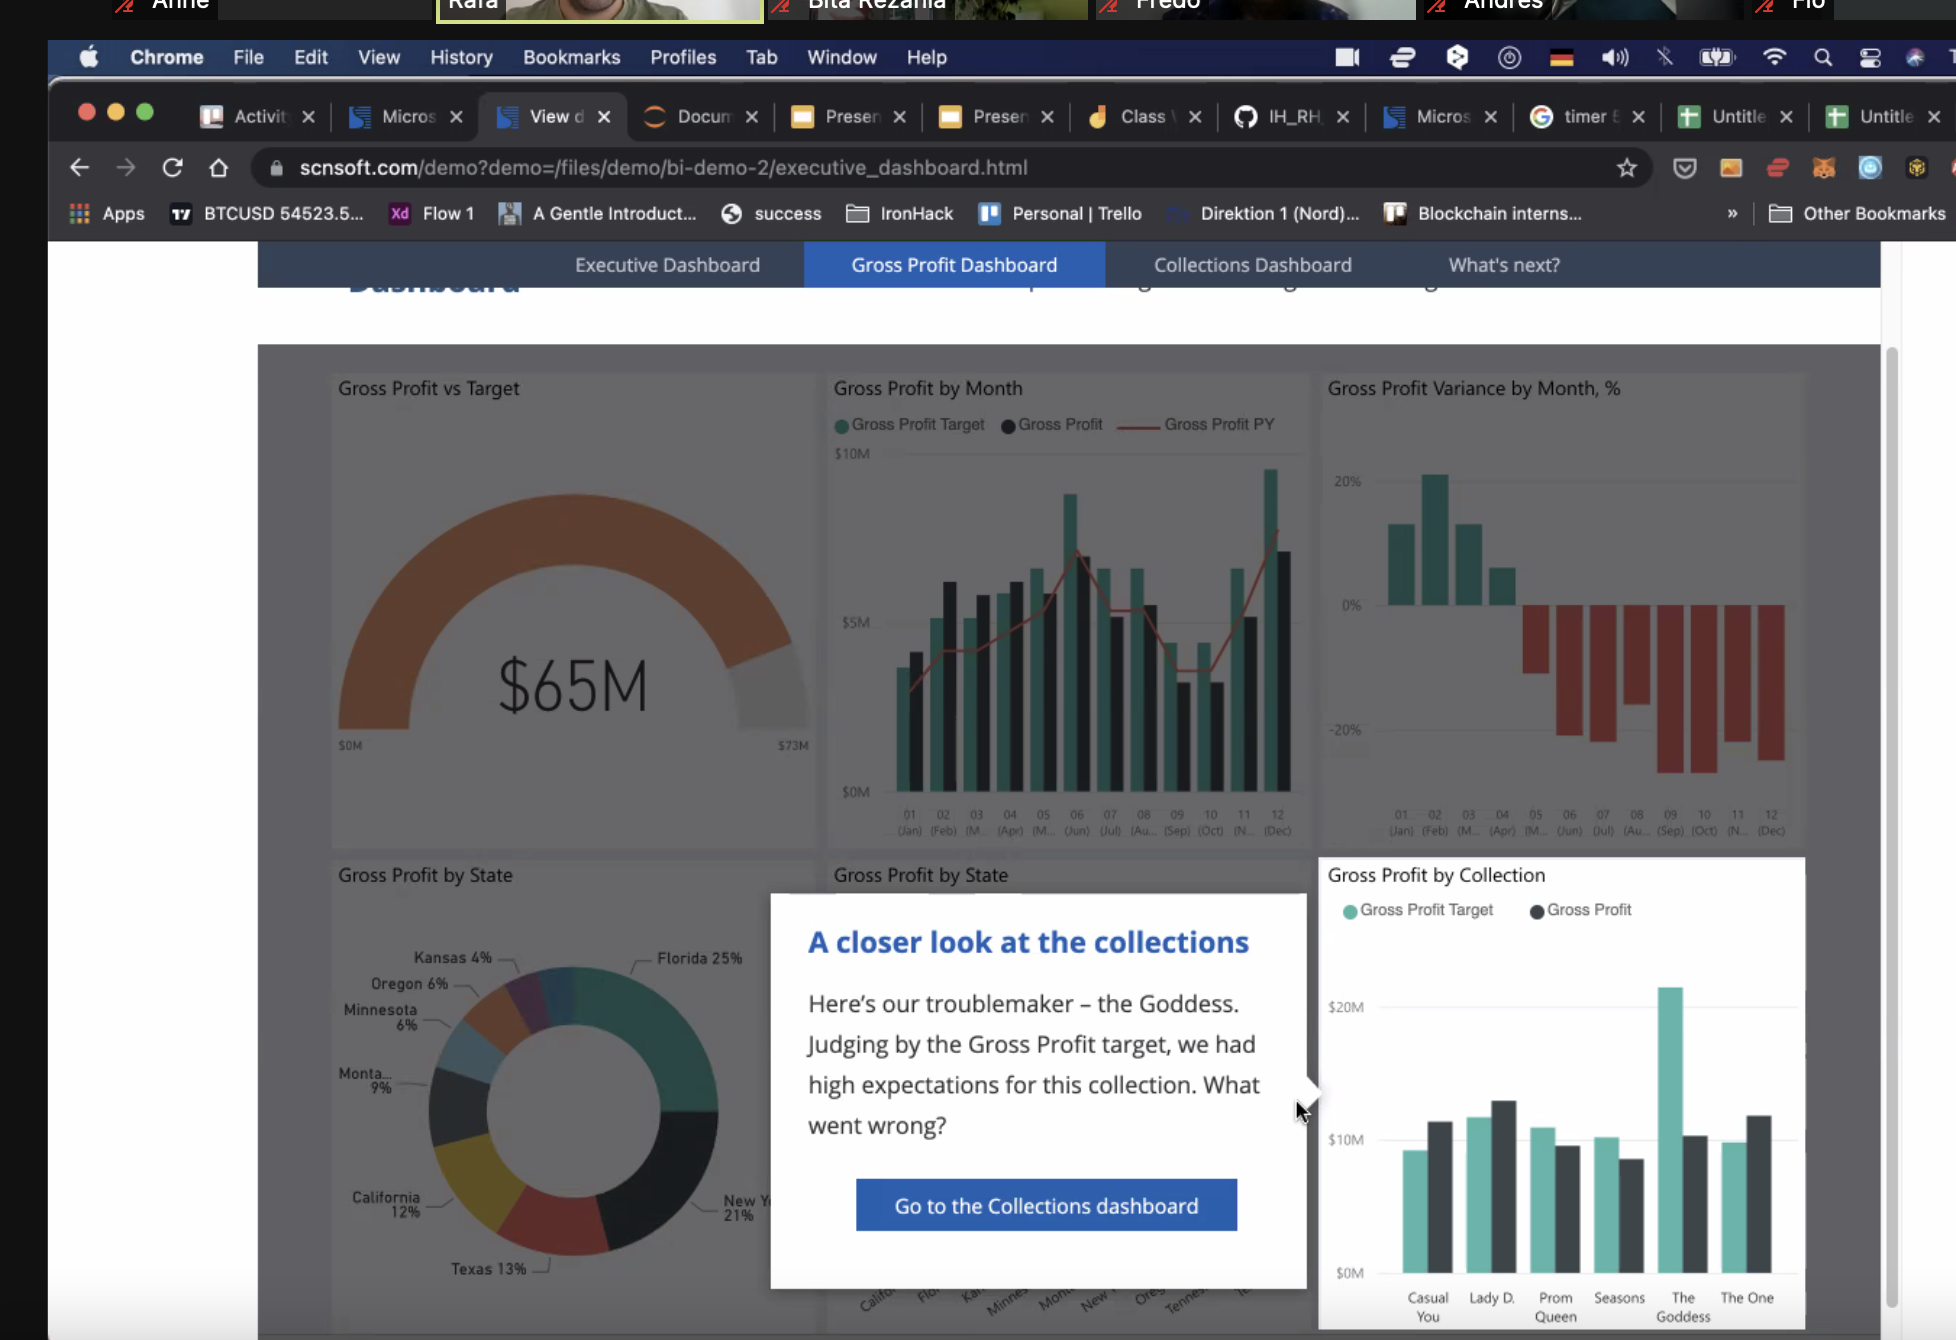 Anne
Rafa
Bita Rezania
Fredo
Andres
Flo
Chrome File Edit View History Bookmarks Profiles Tab Window Help
Activit
Micros
View d
Docum
Presen
Presen
Class
IH_RH
Micros
timer
Untitle
Untitle
scnsoft.com/demo?demo=/files/demo/bi-demo-2/executive_dashboard.html
Apps
BTCUSD 54523.5...
Xd Flow 1
A Gentle Introduct...
success
IronHack
Personal | Trello
Direktion 1 (Nord)...
Blockchain interns...
»
Other Bookmarks
Executive Dashboard
Gross Profit Dashboard
Collections Dashboard
What's next?
Dashboard
Gross Profit vs Target
$65M
$0M
$73M
Gross Profit by Month
Gross Profit Target Gross Profit Gross Profit PY
$10M
$5M
$0M
01 02 03 04 05 06 07 08 09 10 11 12
(Jan) (Feb) (M... (Apr) (M... (Jun) (Jul) (Au... (Sep) (Oct) (N... (Dec)
Gross Profit Variance by Month, %
20%
0%
-20%
01 02 03 04 05 06 07 08 09 10 11 12
(Jan) (Feb) (M... (Apr) (M... (Jun) (Jul) (Au... (Sep) (Oct) (N... (Dec)
Gross Profit by State
Kansas 4%
Florida 25%
Oregon 6%
Minnesota
6%
Monta...
9%
California
12%
New Y
21%
Texas 13%
Gross Profit by State
A closer look at the collections
Here's our troublemaker – the Goddess.
Judging by the Gross Profit target, we had
high expectations for this collection. What
went wrong?
Go to the Collections dashboard
Califo
Flo
Kan
Minnes
Mon
New
Oreg
Tennes
Gross Profit by Collection
Gross Profit Target Gross Profit
$20M
$10M
$0M
Casual Lady D. Prom Seasons The The One
You Queen Goddess